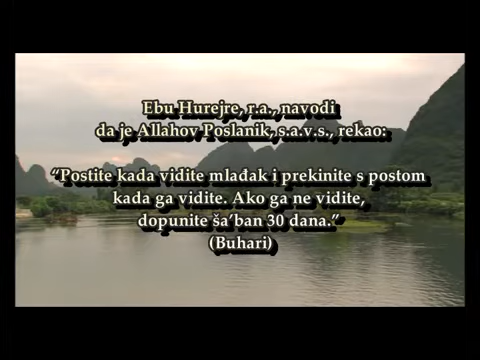 Ebu Hurejre, r.a., navodi
da je Allahov Poslanik, s.a.v.s., rekao:
“Postite kada vidite mlađak i prekinite s postom
kada ga vidite. Ako ga ne vidite,
dopunite ša’ban 30 dana.”
(Buhari)